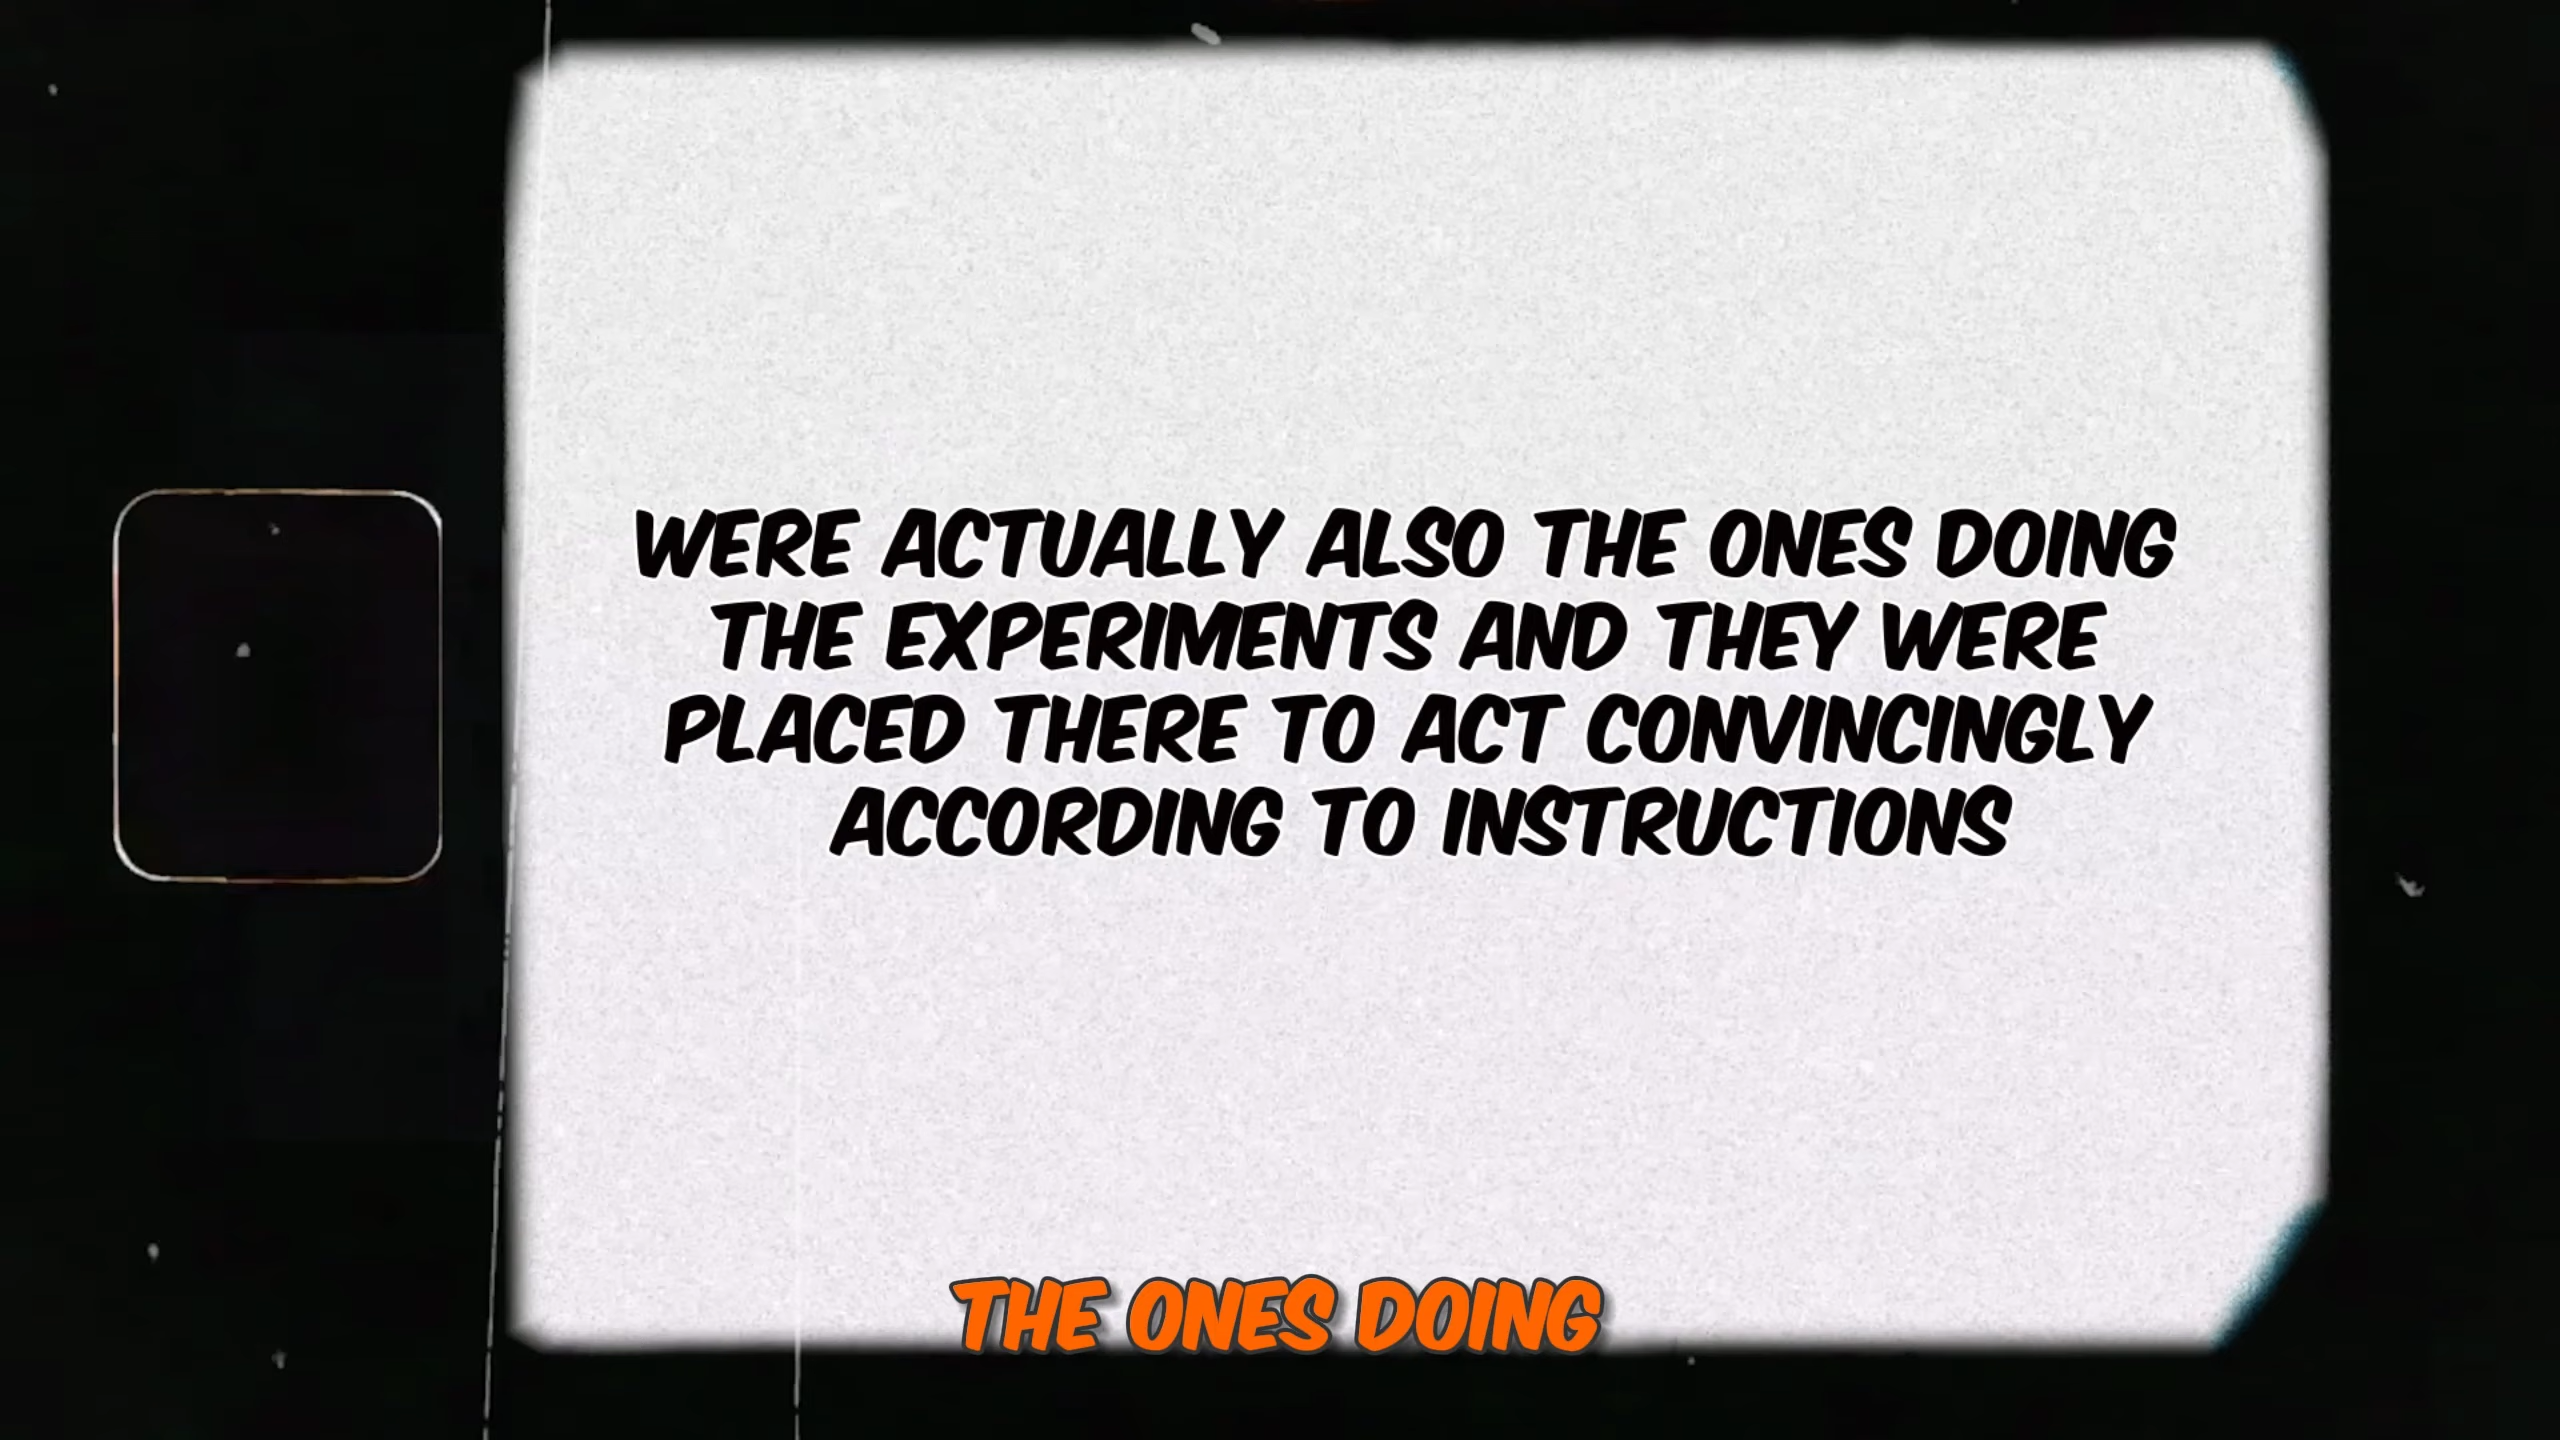 WERE ACTUALLY ALSO THE ONES DOING
THE EXPERIMENTS AND THEY WERE
PLACED THERE TO ACT CONVINCINGLY
ACCORDING TO INSTRUCTIONS
THE ONES DOING